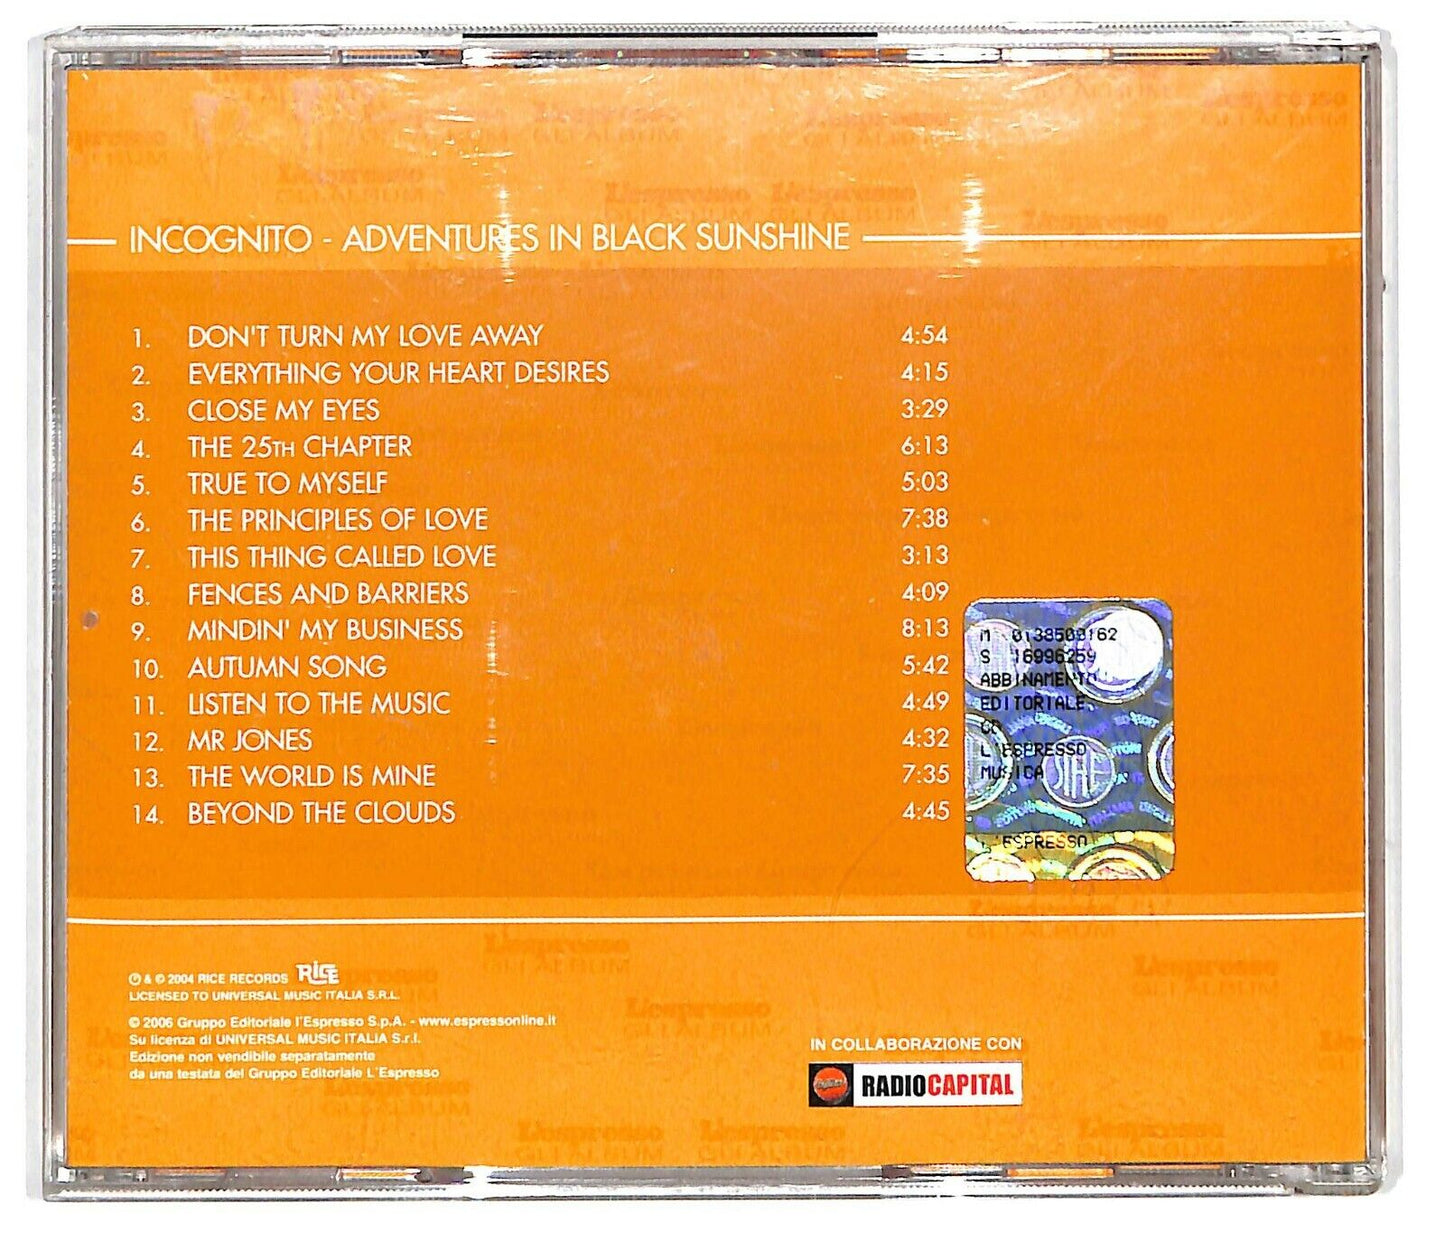 INCOGNITO - ADVENTURES IN BLACK SUNSHINE
1. DON'T TURN MY LOVE AWAY 4:54
2. EVERYTHING YOUR HEART DESIRES 4:15
3. CLOSE MY EYES 3:29
4. THE 25TH CHAPTER 6:13
5. TRUE TO MYSELF 5:03
6. THE PRINCIPLES OF LOVE 7:38
7. THIS THING CALLED LOVE 3:13
8. FENCES AND BARRIERS 4:09
9. MINDIN' MY BUSINESS 8:13
10. AUTUMN SONG 5:42
11. LISTEN TO THE MUSIC 4:49
12. MR JONES 4:32
13. THE WORLD IS MINE 7:35
14. BEYOND THE CLOUDS 4:45
M 0138500162
S 16996259
ABBINAMENTO
EDITORIALE
CD
L'ESPRESSO
MUSICA
L'ESPRESSO
℗ & © 2004 RICE RECORDS RICE
LICENSED TO UNIVERSAL MUSIC ITALIA S.R.L.
© 2006 Gruppo Editoriale l'Espresso S.p.A. - www.espressonline.it
Su licenza di UNIVERSAL MUSIC ITALIA S.r.l.
Edizione non vendibile separatamente
da una testata del Gruppo Editoriale L'Espresso
IN COLLABORAZIONE CON
RADIOCAPITAL